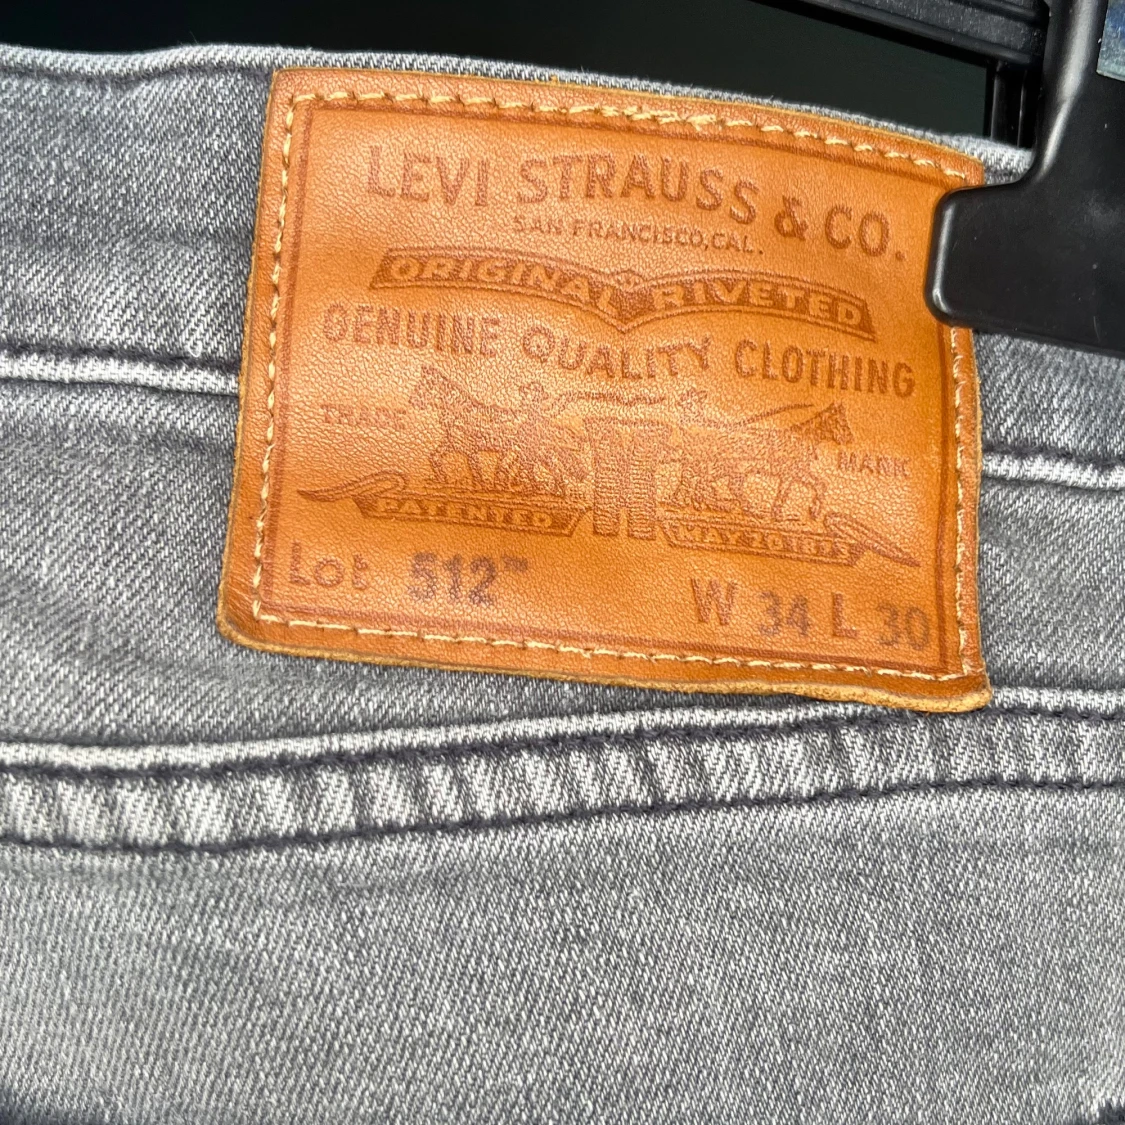 LEVI STRAUSS & CO.
SAN FRANCISCO, CAL.
ORIGINAL RIVETED
GENUINE QUALITY CLOTHING
TRADE MARK
PATENTED MAY 20 1873
Lot 512™ W 34 L 30